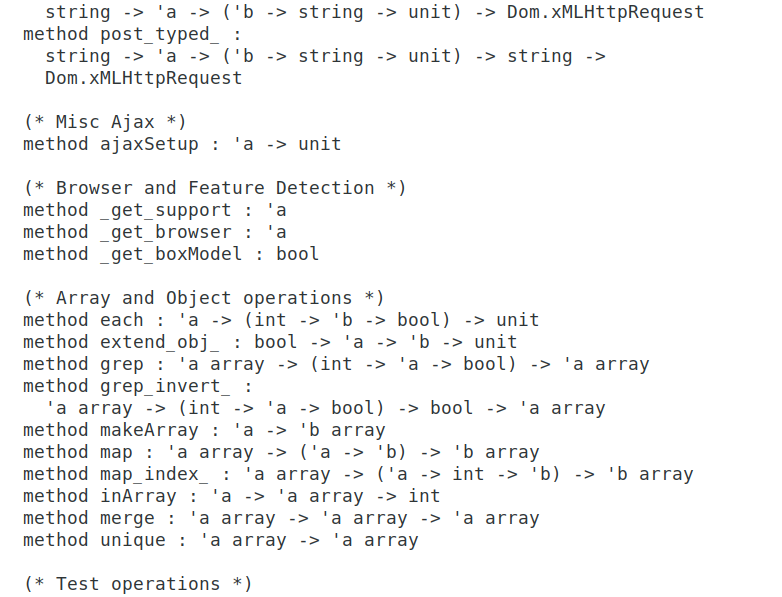 string -> 'a -> ('b -> string -> unit) -> Dom.xMLHttpRequest
method post_typed_ :
string -> 'a -> ('b -> string -> unit) -> string ->
Dom.xMLHttpRequest
(* Misc Ajax *)
method ajaxSetup : 'a -> unit
(* Browser and Feature Detection *)
method _get_support : 'a
method _get_browser : 'a
method _get_boxModel : bool
(* Array and Object operations *)
method each : 'a -> (int -> 'b -> bool) -> unit
method extend_obj_ : bool -> 'a -> 'b -> unit
method grep : 'a array -> (int -> 'a -> bool) -> 'a array
method grep_invert_ :
'a array -> (int -> 'a -> bool) -> bool -> 'a array
method makeArray : 'a -> 'b array
method map : 'a array -> ('a -> 'b) -> 'b array
method map_index_ : 'a array -> ('a -> int -> 'b) -> 'b array
method inArray : 'a -> 'a array -> int
method merge : 'a array -> 'a array -> 'a array
method unique : 'a array -> 'a array
(* Test operations *)